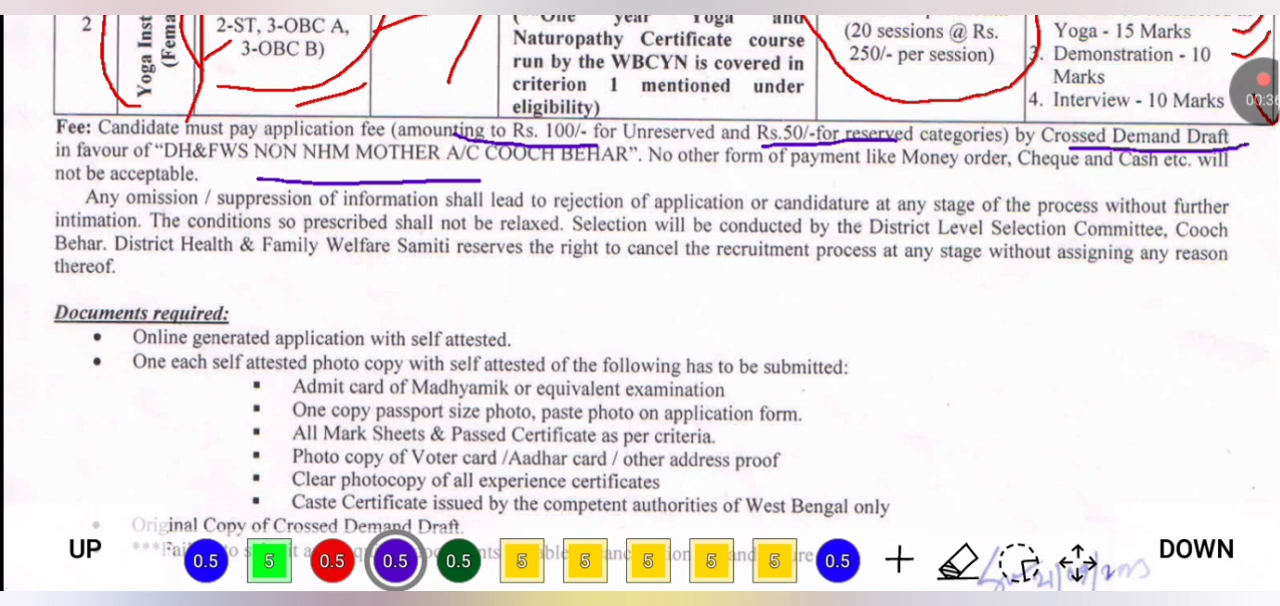 2
Yoga Inst
(Fema
2-ST, 3-OBC A,
3-OBC B)
One year Yoga and
Naturopathy Certificate course
run by the WBCYN is covered in
criterion 1 mentioned under
eligibility)
(20 sessions @ Rs.
250/- per session)
Yoga - 15 Marks
3. Demonstration - 10
Marks
4. Interview - 10 Marks
Fee: Candidate must pay application fee (amounting to Rs. 100/- for Unreserved and Rs.50/-for reserved categories) by Crossed Demand Draft
in favour of “DH&FWS NON NHM MOTHER A/C COOCH BEHAR”. No other form of payment like Money order, Cheque and Cash etc. will
not be acceptable.
Any omission / suppression of information shall lead to rejection of application or candidature at any stage of the process without further
intimation. The conditions so prescribed shall not be relaxed. Selection will be conducted by the District Level Selection Committee, Cooch
Behar. District Health & Family Welfare Samiti reserves the right to cancel the recruitment process at any stage without assigning any reason
thereof.
Documents required:
• Online generated application with self attested.
• One each self attested photo copy with self attested of the following has to be submitted:
▪ Admit card of Madhyamik or equivalent examination
▪ One copy passport size photo, paste photo on application form.
▪ All Mark Sheets & Passed Certificate as per criteria.
▪ Photo copy of Voter card /Aadhar card / other address proof
▪ Clear photocopy of all experience certificates
▪ Caste Certificate issued by the competent authorities of West Bengal only
• Original Copy of Crossed Demand Draft.
UP
0.5
5
0.5
0.5
0.5
5
5
5
5
5
0.5
DOWN